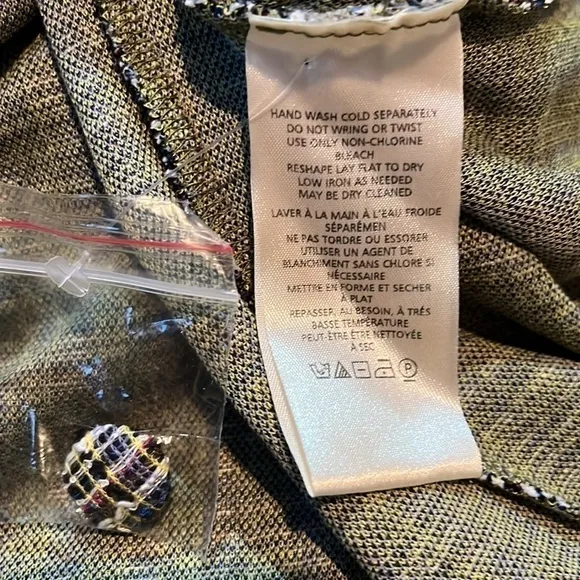 HAND WASH COLD SEPARATELY
DO NOT WRING OR TWIST
USE ONLY NON-CHLORINE
BLEACH
RESHAPE LAY FLAT TO DRY
LOW IRON AS NEEDED
MAY BE DRY CLEANED
LAVER À LA MAIN À L'EAU FROIDE
SÉPARÉMEN
NE PAS TORDRE OU ESSORER
UTILISER UN AGENT DE
BLANCHIMENT SANS CHLORE SI
NÉCESSAIRE
METTRE EN FORME ET SECHER
À PLAT
REPASSER, AU BESOIN, À TRÉS
BASSE TEMPÉRATURE
PEUT-ÊTRE ÊTRE NETTOYÉE
À SEC
P